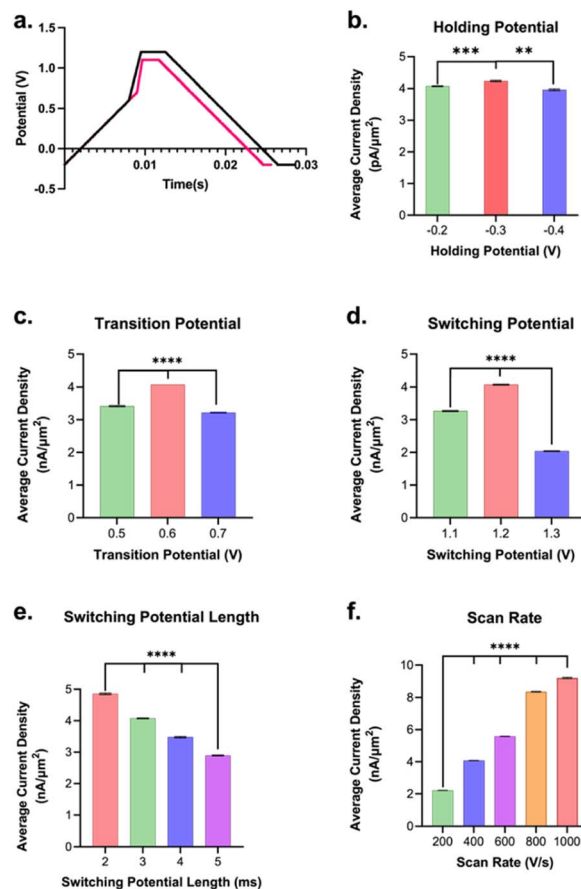 a.
Potential (V)
1.5
1.0
0.5
0.0
-0.5
0.01
0.02
0.03
Time(s)
b.
Holding Potential
Average Current Density
(pA/µm²)
5
4
3
2
1
0
*** **
-0.2 -0.3 -0.4
Holding Potential (V)
c.
Transition Potential
Average Current Density
(nA/µm²)
5
4
3
2
1
0
****
0.5 0.6 0.7
Transition Potential (V)
d.
Switching Potential
Average Current Density
(nA/µm²)
5
4
3
2
1
0
****
1.1 1.2 1.3
Switching Potential (V)
e.
Switching Potential Length
Average Current Density
(nA/µm²)
5
4
3
2
1
0
****
2 3 4 5
Switching Potential Length (ms)
f.
Scan Rate
Average Current Density
(nA/µm²)
10
8
6
4
2
0
****
200 400 600 800 1000
Scan Rate (V/s)